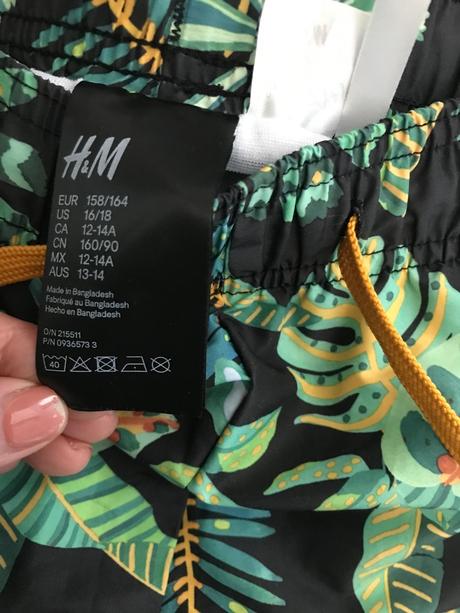 H&M
EUR 158/164
US 16/18
CA 12-14A
CN 160/90
MX 12-14A
AUS 13-14
Made in Bangladesh
Fabriqué au Bangladesh
Hecho en Bangladesh
O/N 215511
P/N 0936573 3
40